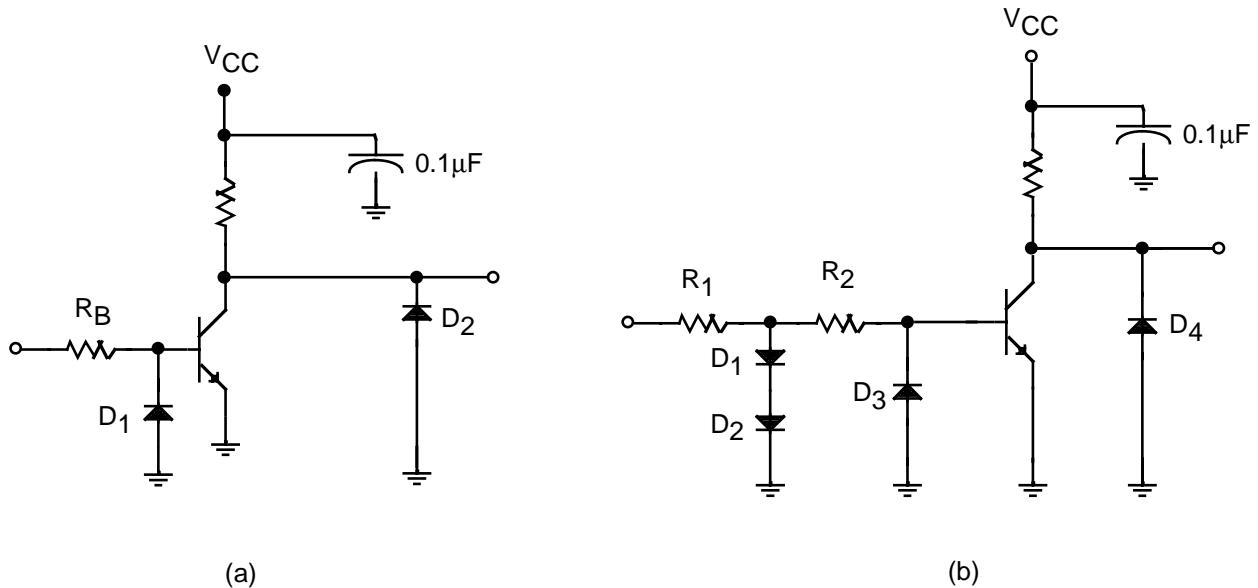 VCC
0.1μF
RB
D1
D2
(a)
VCC
0.1μF
R1
R2
D1
D2
D3
D4
(b)